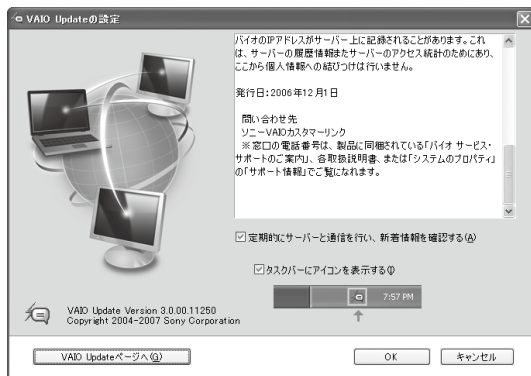 VAIO Updateの設定
バイオのIPアドレスがサーバー上に記録されることがあります。これ
は、サーバーの履歴情報またサーバーのアクセス統計のためにあり、
ここから個人情報への結びつけは行いません。
発行日:2006年12月1日
問い合わせ先
ソニーVAIOカスタマーリンク
※窓口の電話番号は、製品に同梱されている「バイオ サービス・
サポートのご案内」、各取扱説明書、または「システムのプロパティ」
の「サポート情報」でご覧になれます。
定期的にサーバーと通信を行い、新着情報を確認する(A)
タスクバーにアイコンを表示する(I)
7:57 PM
VAIO Update Version 3.0.00.11250
Copyright 2004-2007 Sony Corporation
VAIO Updateページへ(G)
OK
キャンセル